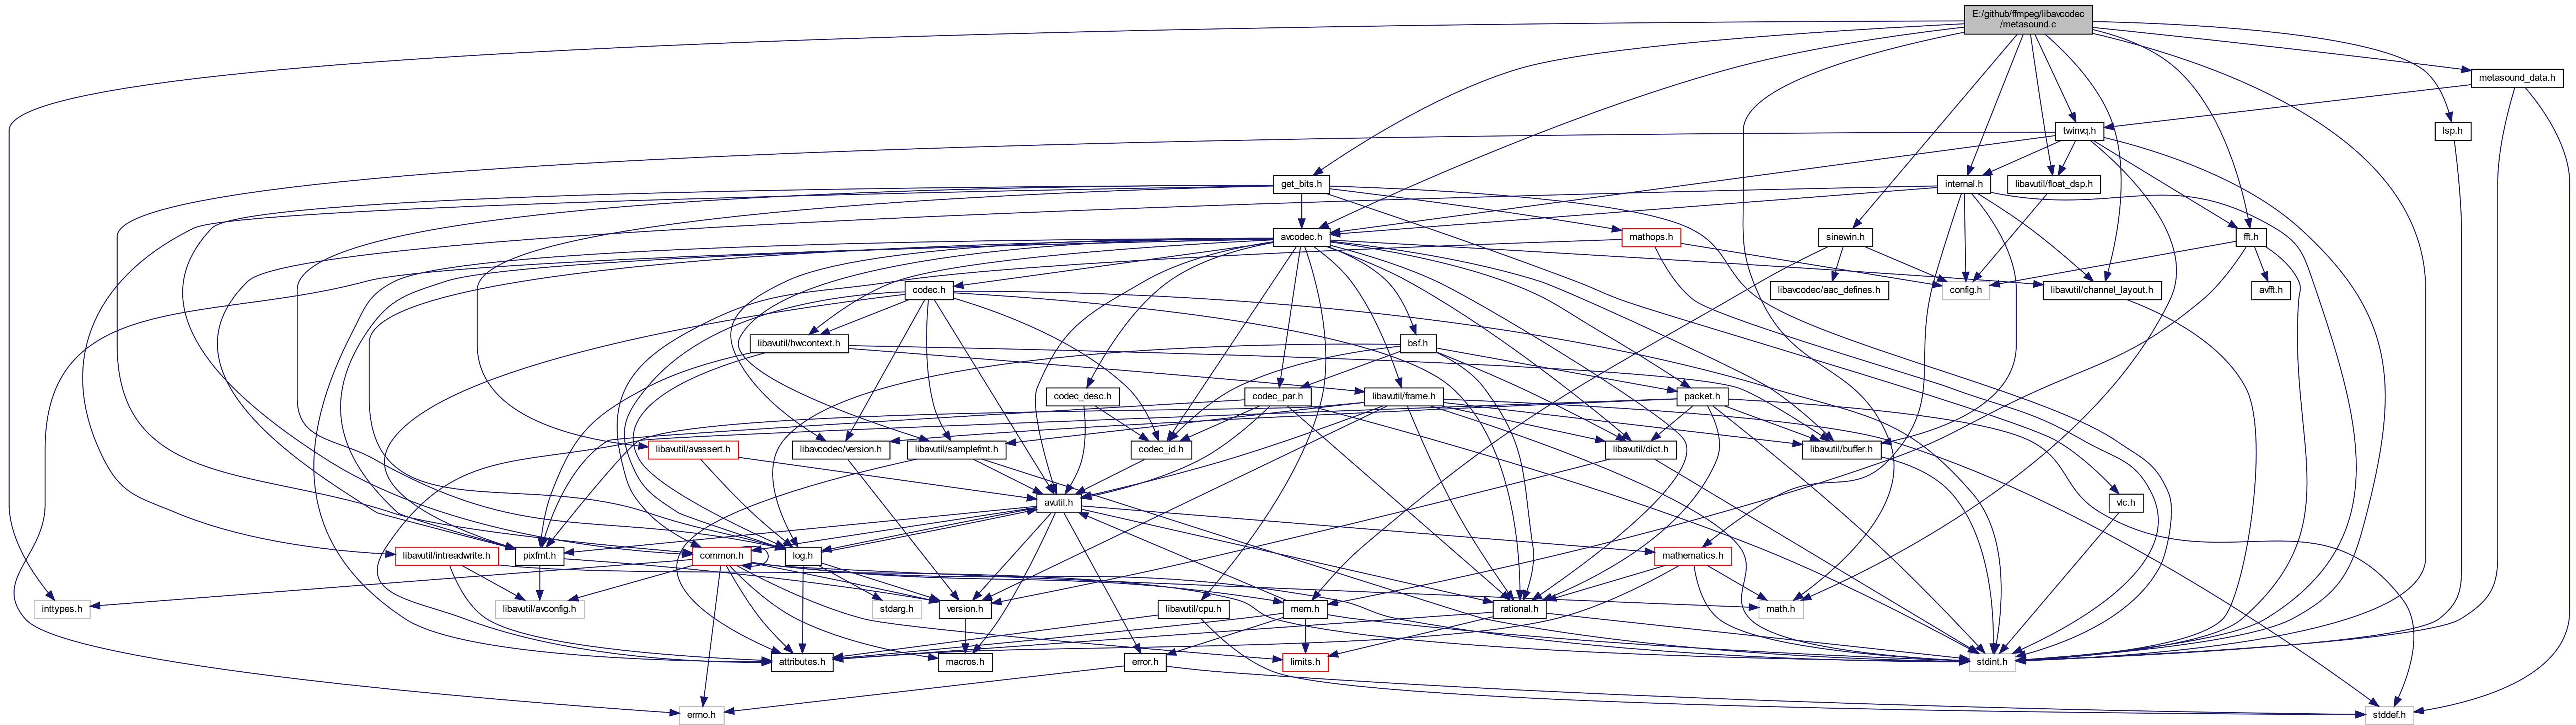 E:/github/ffmpeg/libavcodec
/metasound.c
metasound_data.h
twinvq.h
lsp.h
get_bits.h
internal.h
libavutil/float_dsp.h
avcodec.h
mathops.h
sinewin.h
fft.h
codec.h
libavcodec/aac_defines.h
config.h
libavutil/channel_layout.h
avfft.h
libavutil/hwcontext.h
bsf.h
codec_desc.h
codec_par.h
libavutil/frame.h
packet.h
libavutil/avassert.h
libavcodec/version.h
libavutil/samplefmt.h
codec_id.h
libavutil/dict.h
libavutil/buffer.h
avutil.h
vlc.h
libavutil/intreadwrite.h
pixfmt.h
common.h
log.h
mathematics.h
inttypes.h
libavutil/avconfig.h
stdarg.h
version.h
libavutil/cpu.h
mem.h
rational.h
math.h
attributes.h
macros.h
error.h
limits.h
stdint.h
errno.h
stddef.h